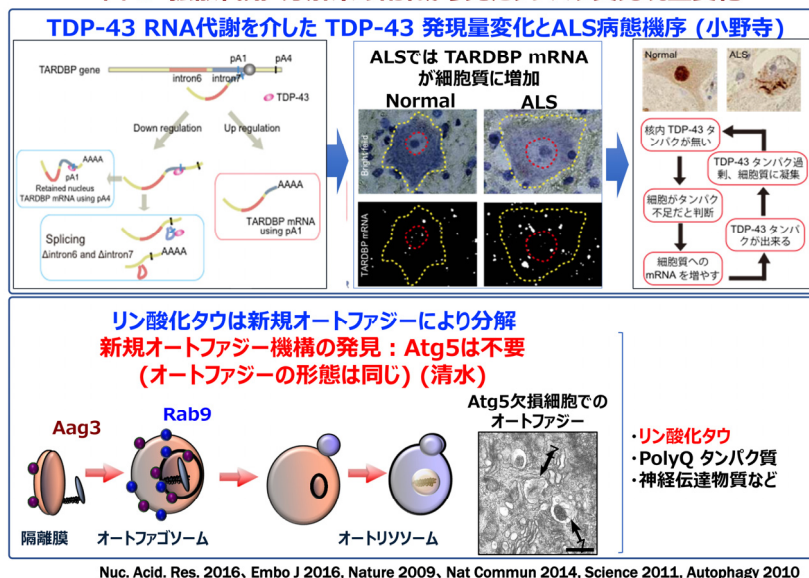 TDP-43 RNA代謝を介した TDP-43 発現量変化とALS病態機序 (小野寺)
pA1
pA4
TARDBP gene
intron6
intron7
TDP-43
Down regulation
Up regulation
AAAA
pA1
Retained nucleus
TARDBP mRNA using pA4
AAAA
TARDBP mRNA
using pA1
Splicing
Δintron6 and Δintron7
AAAA
ALSでは TARDBP mRNA
が細胞質に増加
Normal
ALS
Brightfield
TARDBP mRNA
Normal
ALS
核内 TDP-43 タ
ンパクが無い
細胞がタンパク
不足だと判断
細胞質への
mRNA を増やす
TDP-43 タンパ
クが出来る
TDP-43 タンパク過
剰、細胞質に凝集
リン酸化タウは新規オートファジーにより分解
新規オートファジー機構の発見：Atg5は不要
(オートファジーの形態は同じ) (清水)
Aag3
Rab9
隔離膜
オートファゴソーム
オートリソソーム
Atg5欠損細胞での
オートファジー
・リン酸化タウ
・PolyQ タンパク質
・神経伝達物質など
Nuc. Acid. Res. 2016、Embo J 2016、Nature 2009、Nat Commun 2014、Science 2011、Autophagy 2010